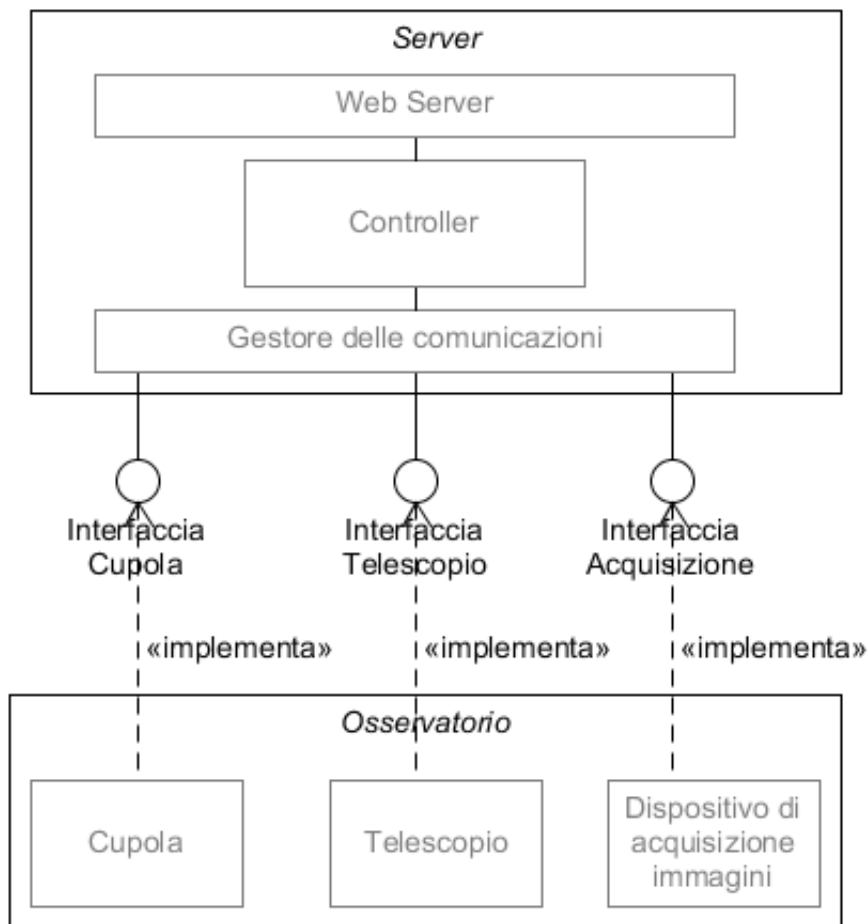 Server
Web Server
Controller
Gestore delle comunicazioni
Interfaccia
Cupola
Interfaccia
Telescopio
Interfaccia
Acquisizione
«implementa»
«implementa»
«implementa»
Osservatorio
Cupola
Telescopio
Dispositivo di
acquisizione
immagini